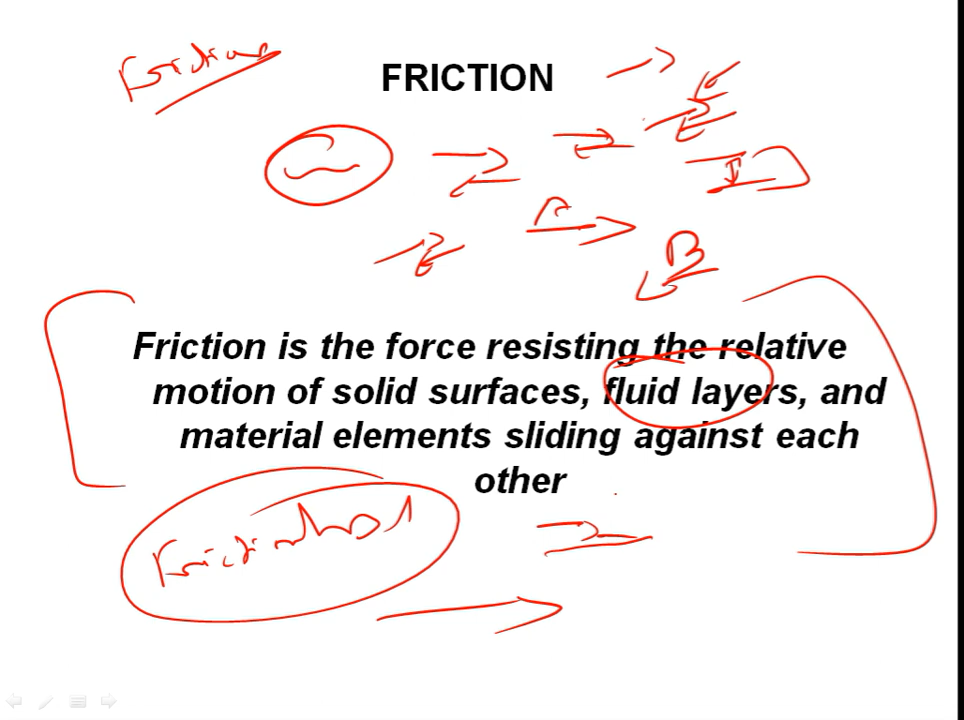 Friction
FRICTION
A
B
Friction is the force resisting the relative
motion of solid surfaces, fluid layers, and
material elements sliding against each
other